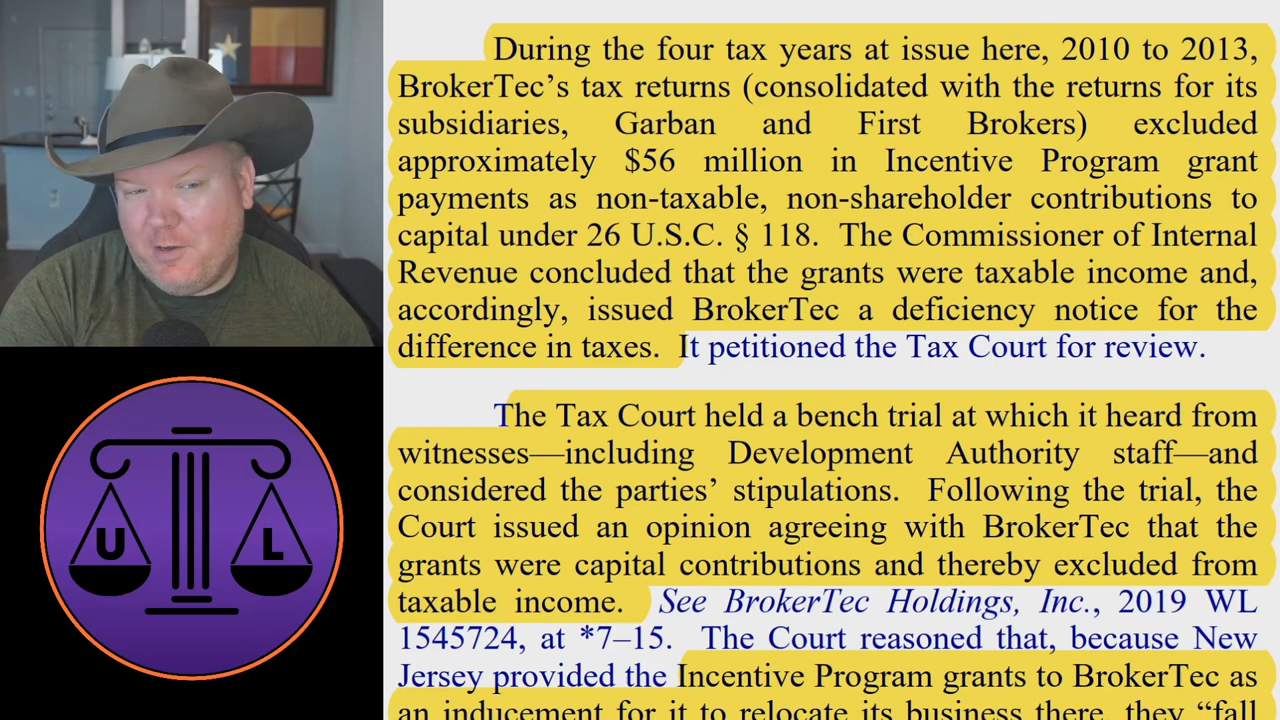 During the four tax years at issue here, 2010 to 2013,
BrokerTec’s tax returns (consolidated with the returns for its
subsidiaries, Garban and First Brokers) excluded
approximately $56 million in Incentive Program grant
payments as non-taxable, non-shareholder contributions to
capital under 26 U.S.C. § 118. The Commissioner of Internal
Revenue concluded that the grants were taxable income and,
accordingly, issued BrokerTec a deficiency notice for the
difference in taxes. It petitioned the Tax Court for review.
The Tax Court held a bench trial at which it heard from
witnesses—including Development Authority staff—and
considered the parties’ stipulations. Following the trial, the
Court issued an opinion agreeing with BrokerTec that the
grants were capital contributions and thereby excluded from
taxable income. See BrokerTec Holdings, Inc., 2019 WL
1545724, at *7–15. The Court reasoned that, because New
Jersey provided the Incentive Program grants to BrokerTec as
an inducement for it to relocate its business there, they “fall
U L